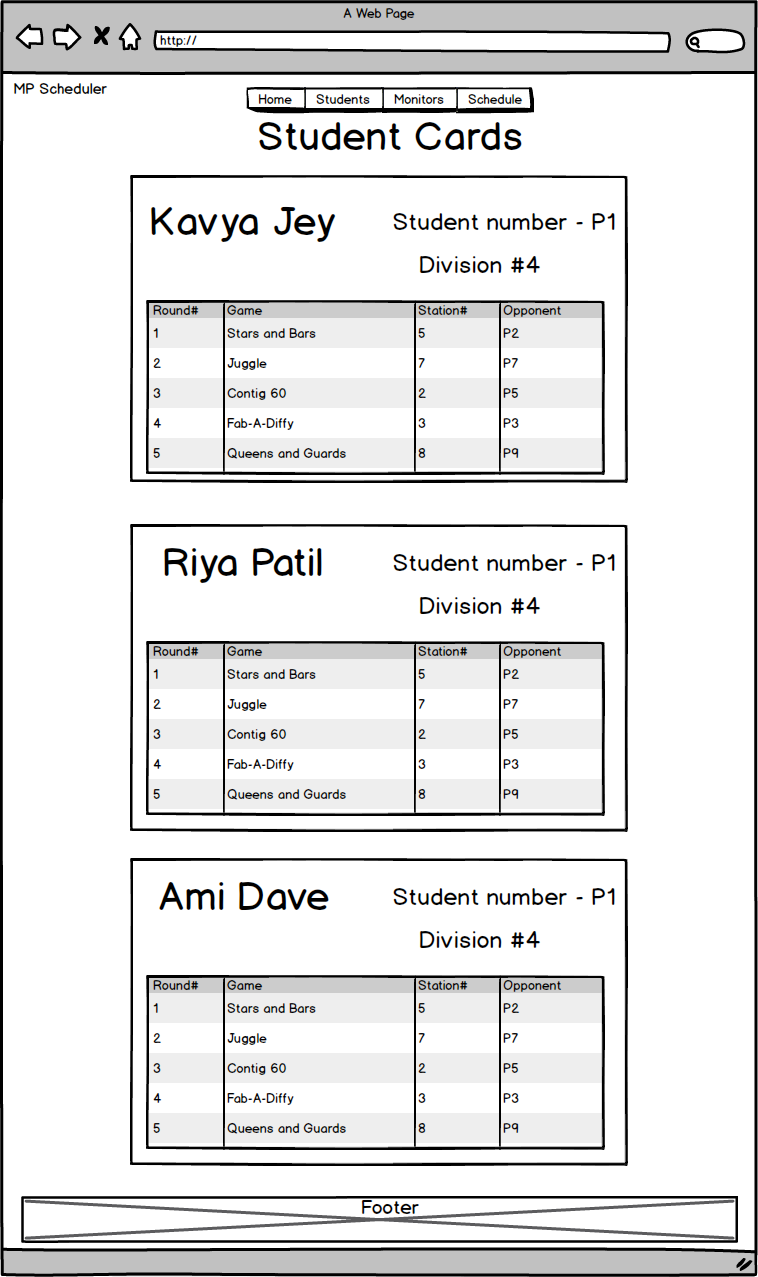 A Web Page
http://
MP Scheduler
Home Students Monitors Schedule
Student Cards
Kavya Jey Student number - P1
Division #4
Round# Game Station# Opponent
1 Stars and Bars 5 P2
2 Juggle 7 P7
3 Contig 60 2 P5
4 Fab-A-Diffy 3 P3
5 Queens and Guards 8 P9
Riya Patil Student number - P1
Division #4
Round# Game Station# Opponent
1 Stars and Bars 5 P2
2 Juggle 7 P7
3 Contig 60 2 P5
4 Fab-A-Diffy 3 P3
5 Queens and Guards 8 P9
Ami Dave Student number - P1
Division #4
Round# Game Station# Opponent
1 Stars and Bars 5 P2
2 Juggle 7 P7
3 Contig 60 2 P5
4 Fab-A-Diffy 3 P3
5 Queens and Guards 8 P9
Footer